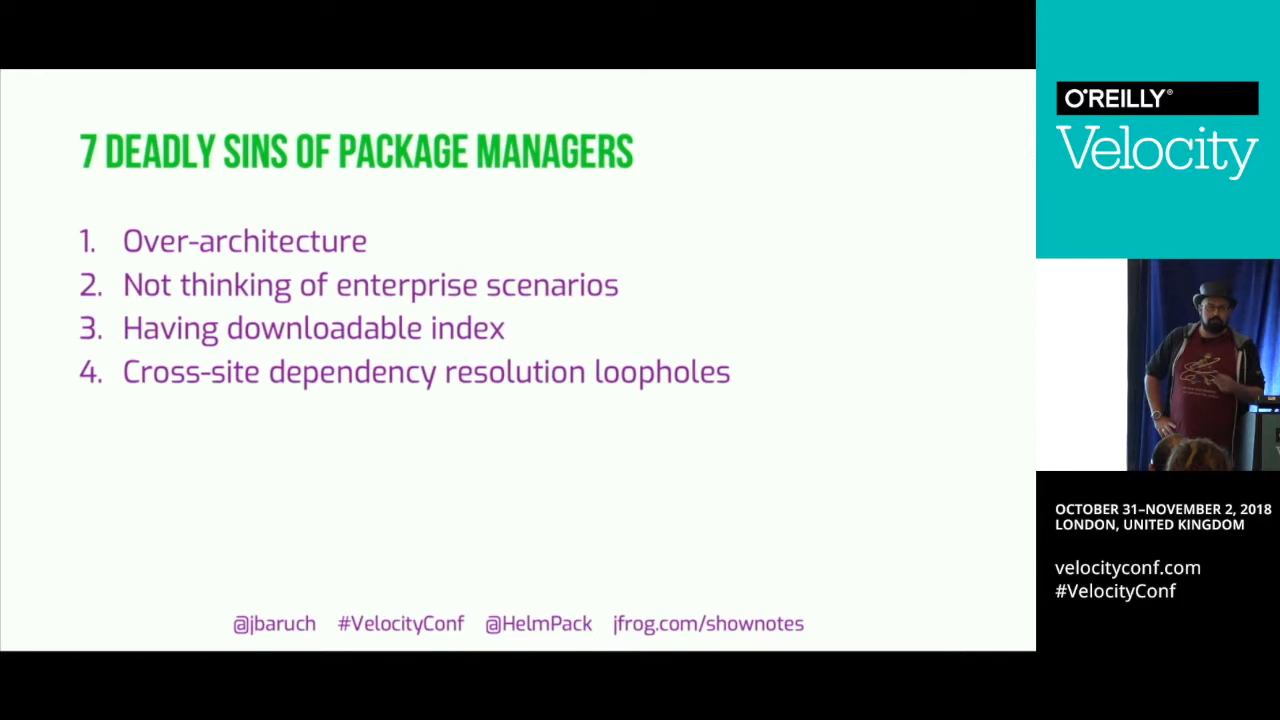 7 DEADLY SINS OF PACKAGE MANAGERS
1. Over-architecture
2. Not thinking of enterprise scenarios
3. Having downloadable index
4. Cross-site dependency resolution loopholes
@jbaruch #VelocityConf @HelmPack jfrog.com/shownotes
O'REILLY®
Velocity
OCTOBER 31–NOVEMBER 2, 2018
LONDON, UNITED KINGDOM
velocityconf.com
#VelocityConf